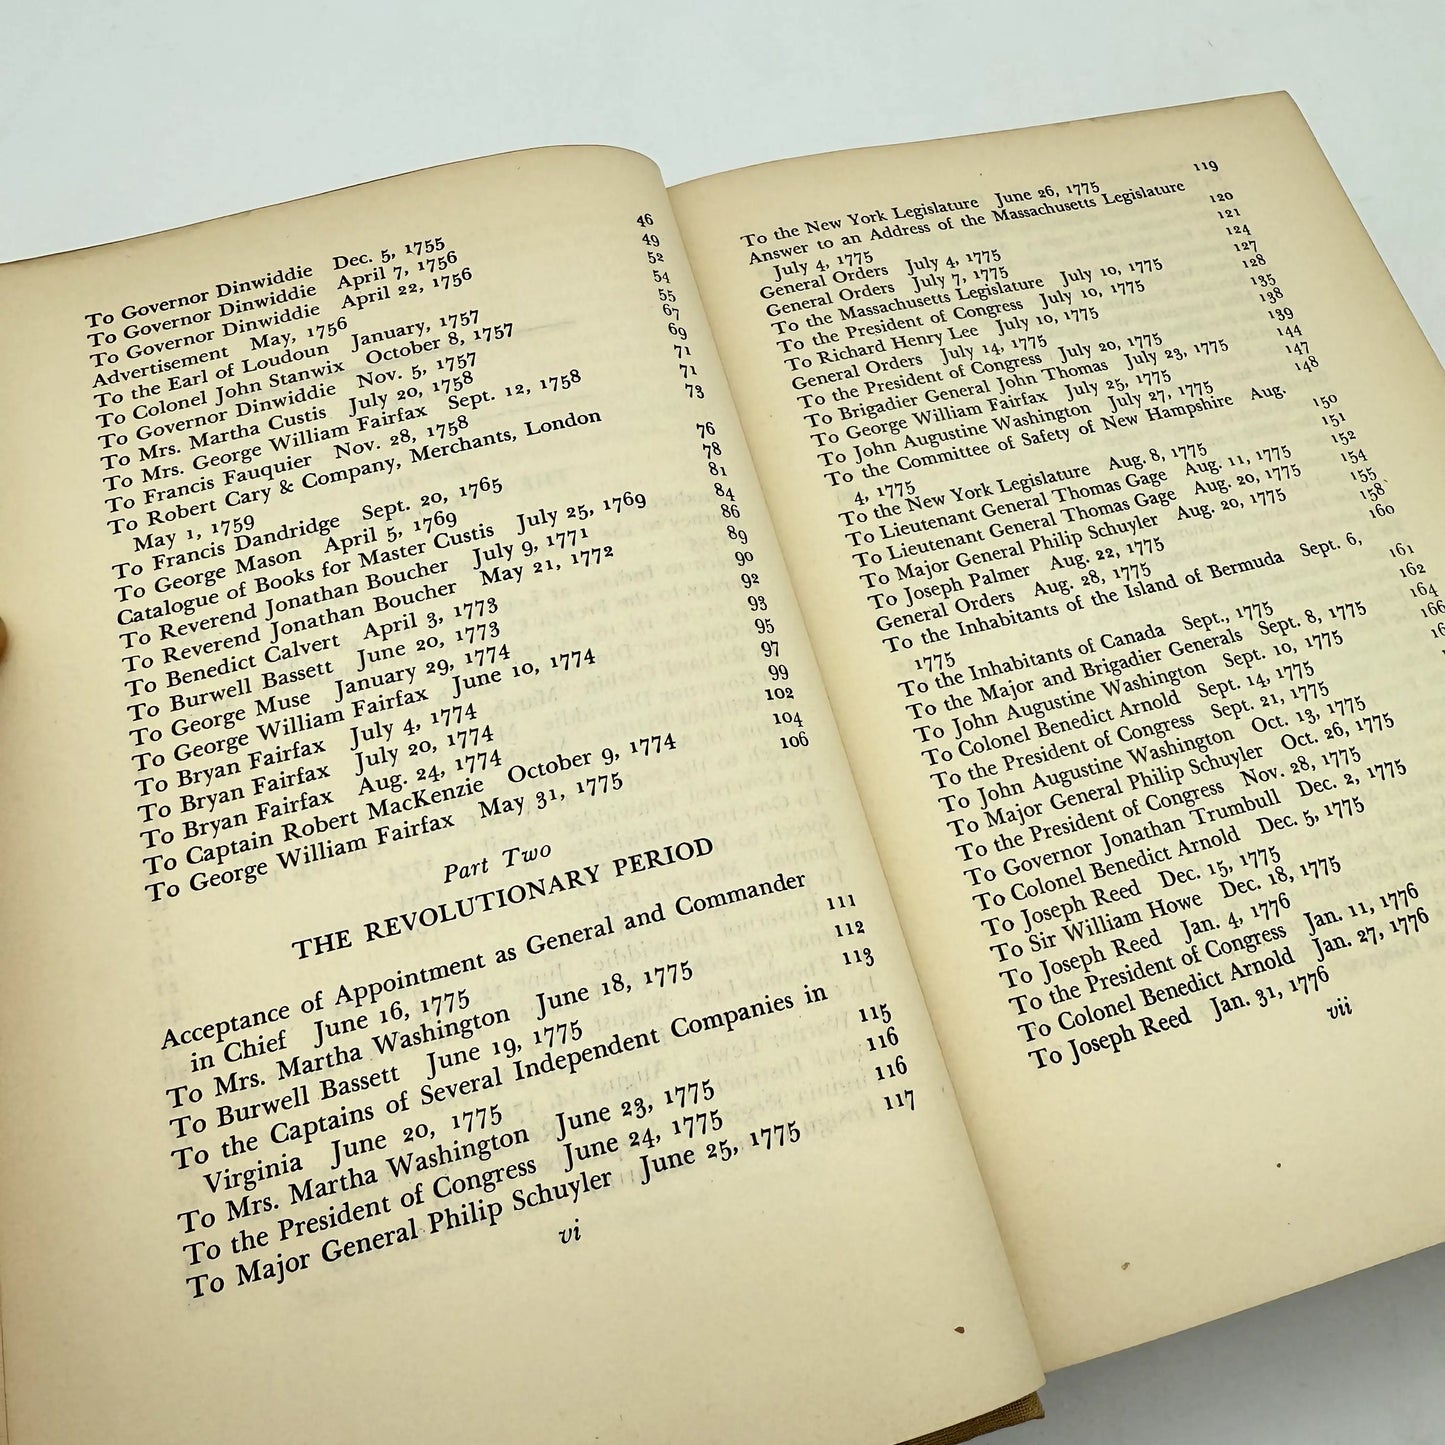 To Governor Dinwiddie Dec. 5, 1755 46
To Governor Dinwiddie April 7, 1756 49
To Governor Dinwiddie April 22, 1756 52
Advertisement May, 1756 54
To the Earl of Loudoun January, 1757 55
To Colonel John Stanwix October 8, 1757 67
To Governor Dinwiddie Nov. 5, 1757 69
To Mrs. Martha Custis July 20, 1758 71
To Mrs. George William Fairfax Sept. 12, 1758 71
To Francis Fauquier Nov. 28, 1758 73
To Robert Cary & Company, Merchants, London
May 1, 1759 76
To Francis Dandridge Sept. 20, 1765 78
To George Mason April 5, 1769 81
Catalogue of Books for Master Custis July 25, 1769 84
To Reverend Jonathan Boucher July 9, 1771 86
To Reverend Jonathan Boucher May 21, 1772 89
To Benedict Calvert April 3, 1773 90
To Burwell Bassett June 20, 1773 92
To George Muse January 29, 1774 93
To George William Fairfax June 10, 1774 95
To Bryan Fairfax July 4, 1774 97
To Bryan Fairfax July 20, 1774 99
To Bryan Fairfax Aug. 24, 1774 102
To Captain Robert MacKenzie October 9, 1774 104
To George William Fairfax May 31, 1775 106
Part Two
THE REVOLUTIONARY PERIOD
Acceptance of Appointment as General and Commander
in Chief June 16, 1775 111
To Mrs. Martha Washington June 18, 1775 112
To Burwell Bassett June 19, 1775 113
To the Captains of Several Independent Companies in
Virginia June 20, 1775 115
To Mrs. Martha Washington June 23, 1775 116
To the President of Congress June 24, 1775 116
To Major General Philip Schuyler June 25, 1775 117
vi
To the New York Legislature June 26, 1775 119
Answer to an Address of the Massachusetts Legislature
July 4, 1775 120
General Orders July 4, 1775 121
General Orders July 7, 1775 124
To the Massachusetts Legislature July 10, 1775 127
To the President of Congress July 10, 1775 128
To Richard Henry Lee July 10, 1775 135
General Orders July 14, 1775 138
To the President of Congress July 20, 1775 139
To Brigadier General John Thomas July 23, 1775 144
To George William Fairfax July 25, 1775 147
To John Augustine Washington July 27, 1775 148
To the Committee of Safety of New Hampshire Aug.
4, 1775 150
To the New York Legislature Aug. 8, 1775 151
To Lieutenant General Thomas Gage Aug. 11, 1775 152
To Lieutenant General Thomas Gage Aug. 20, 1775 154
To Major General Philip Schuyler Aug. 20, 1775 155
To Joseph Palmer Aug. 22, 1775 158
General Orders Aug. 28, 1775 160
To the Inhabitants of the Island of Bermuda Sept. 6,
1775 161
To the Inhabitants of Canada Sept., 1775 162
To the Major and Brigadier Generals Sept. 8, 1775 164
To John Augustine Washington Sept. 10, 1775 166
To Colonel Benedict Arnold Sept. 14, 1775
To the President of Congress Sept. 21, 1775
To John Augustine Washington Oct. 13, 1775
To Major General Philip Schuyler Oct. 26, 1775
To the President of Congress Nov. 28, 1775
To Governor Jonathan Trumbull Dec. 2, 1775
To Colonel Benedict Arnold Dec. 5, 1775
To Joseph Reed Dec. 15, 1775
To Sir William Howe Dec. 18, 1775
To Joseph Reed Jan. 4, 1776
To the President of Congress Jan. 11, 1776
To Colonel Benedict Arnold Jan. 27, 1776
To Joseph Reed Jan. 31, 1776
vii